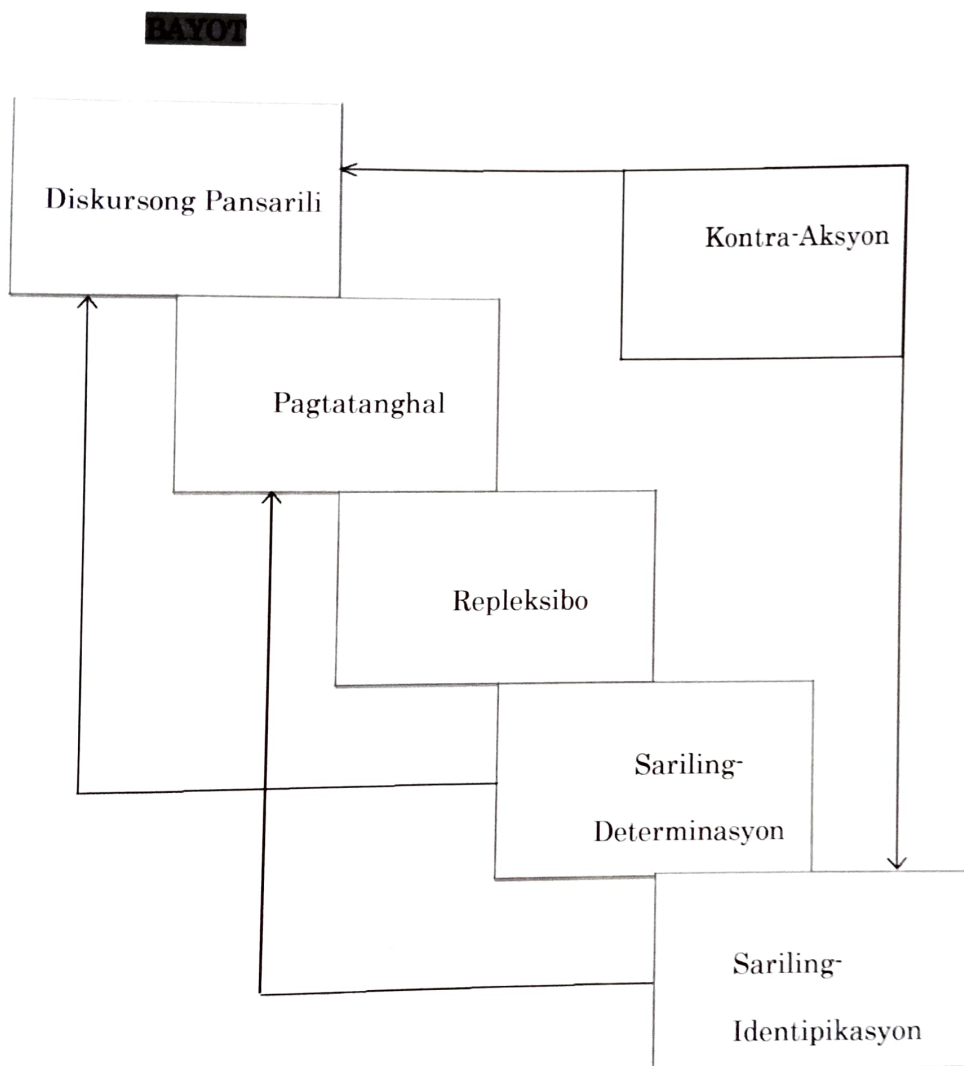 BAYOT
Diskursong Pansarili
Kontra-Aksyon
Pagtatanghal
Repleksibo
Sariling-
Determinasyon
Sariling-
Identipikasyon